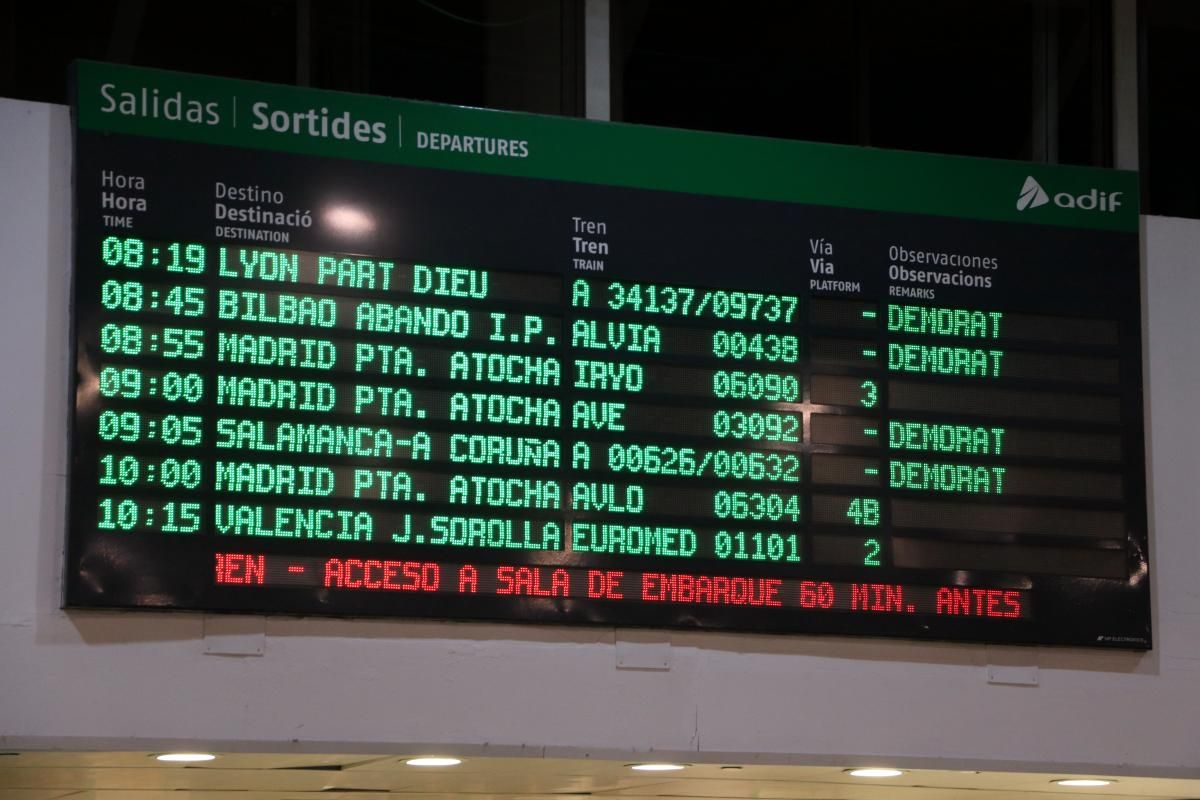 Salidas | Sortides | DEPARTURES
adif
Hora Destino Tren Vía Observaciones
Hora Destinació Tren Via Observacions
TIME DESTINATION TRAIN PLATFORM REMARKS
08:19 LYON PART DIEU A 34137/09737 - DEMORAT
08:45 BILBAO ABANDO I.P. ALVIA 00438 - DEMORAT
08:55 MADRID PTA. ATOCHA IRYO 06090 3
09:00 MADRID PTA. ATOCHA AVE 03092 - DEMORAT
09:05 SALAMANCA-A CORUÑA A 00626/00632 - DEMORAT
10:00 MADRID PTA. ATOCHA AVLO 06304 4B
10:15 VALENCIA J.SOROLLA EUROMED 01101 2
REN - ACCESO A SALA DE EMBARQUE 60 MIN. ANTES